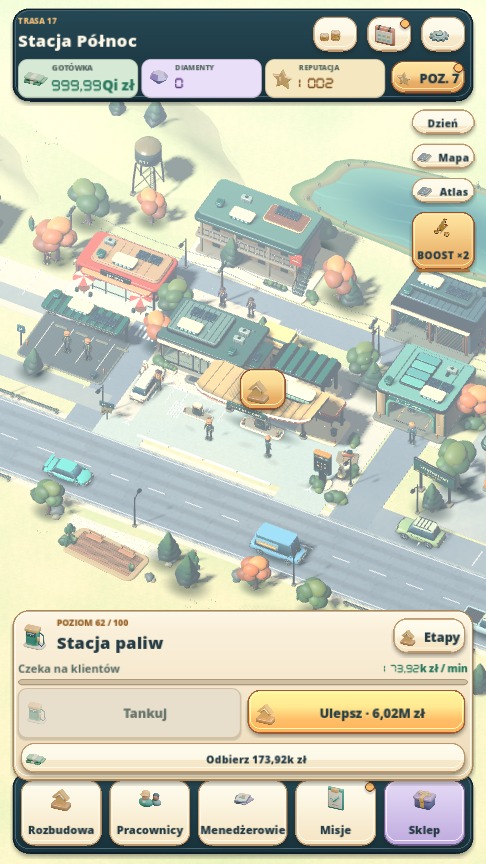 TRASA 17
Stacja Północ
GOTÓWKA
999,99Qi zł
DIAMENTY
0
REPUTACJA
1 002
POZ. 7
Dzień
Mapa
Atlas
BOOST ×2
POZIOM 62 / 100
Stacja paliw
Etapy
Czeka na klientów
173,92k zł / min
Tankuj
Ulepsz · 6,02M zł
Odbierz 173,92k zł
Rozbudowa
Pracownicy
Menedżerowie
Misje
Sklep